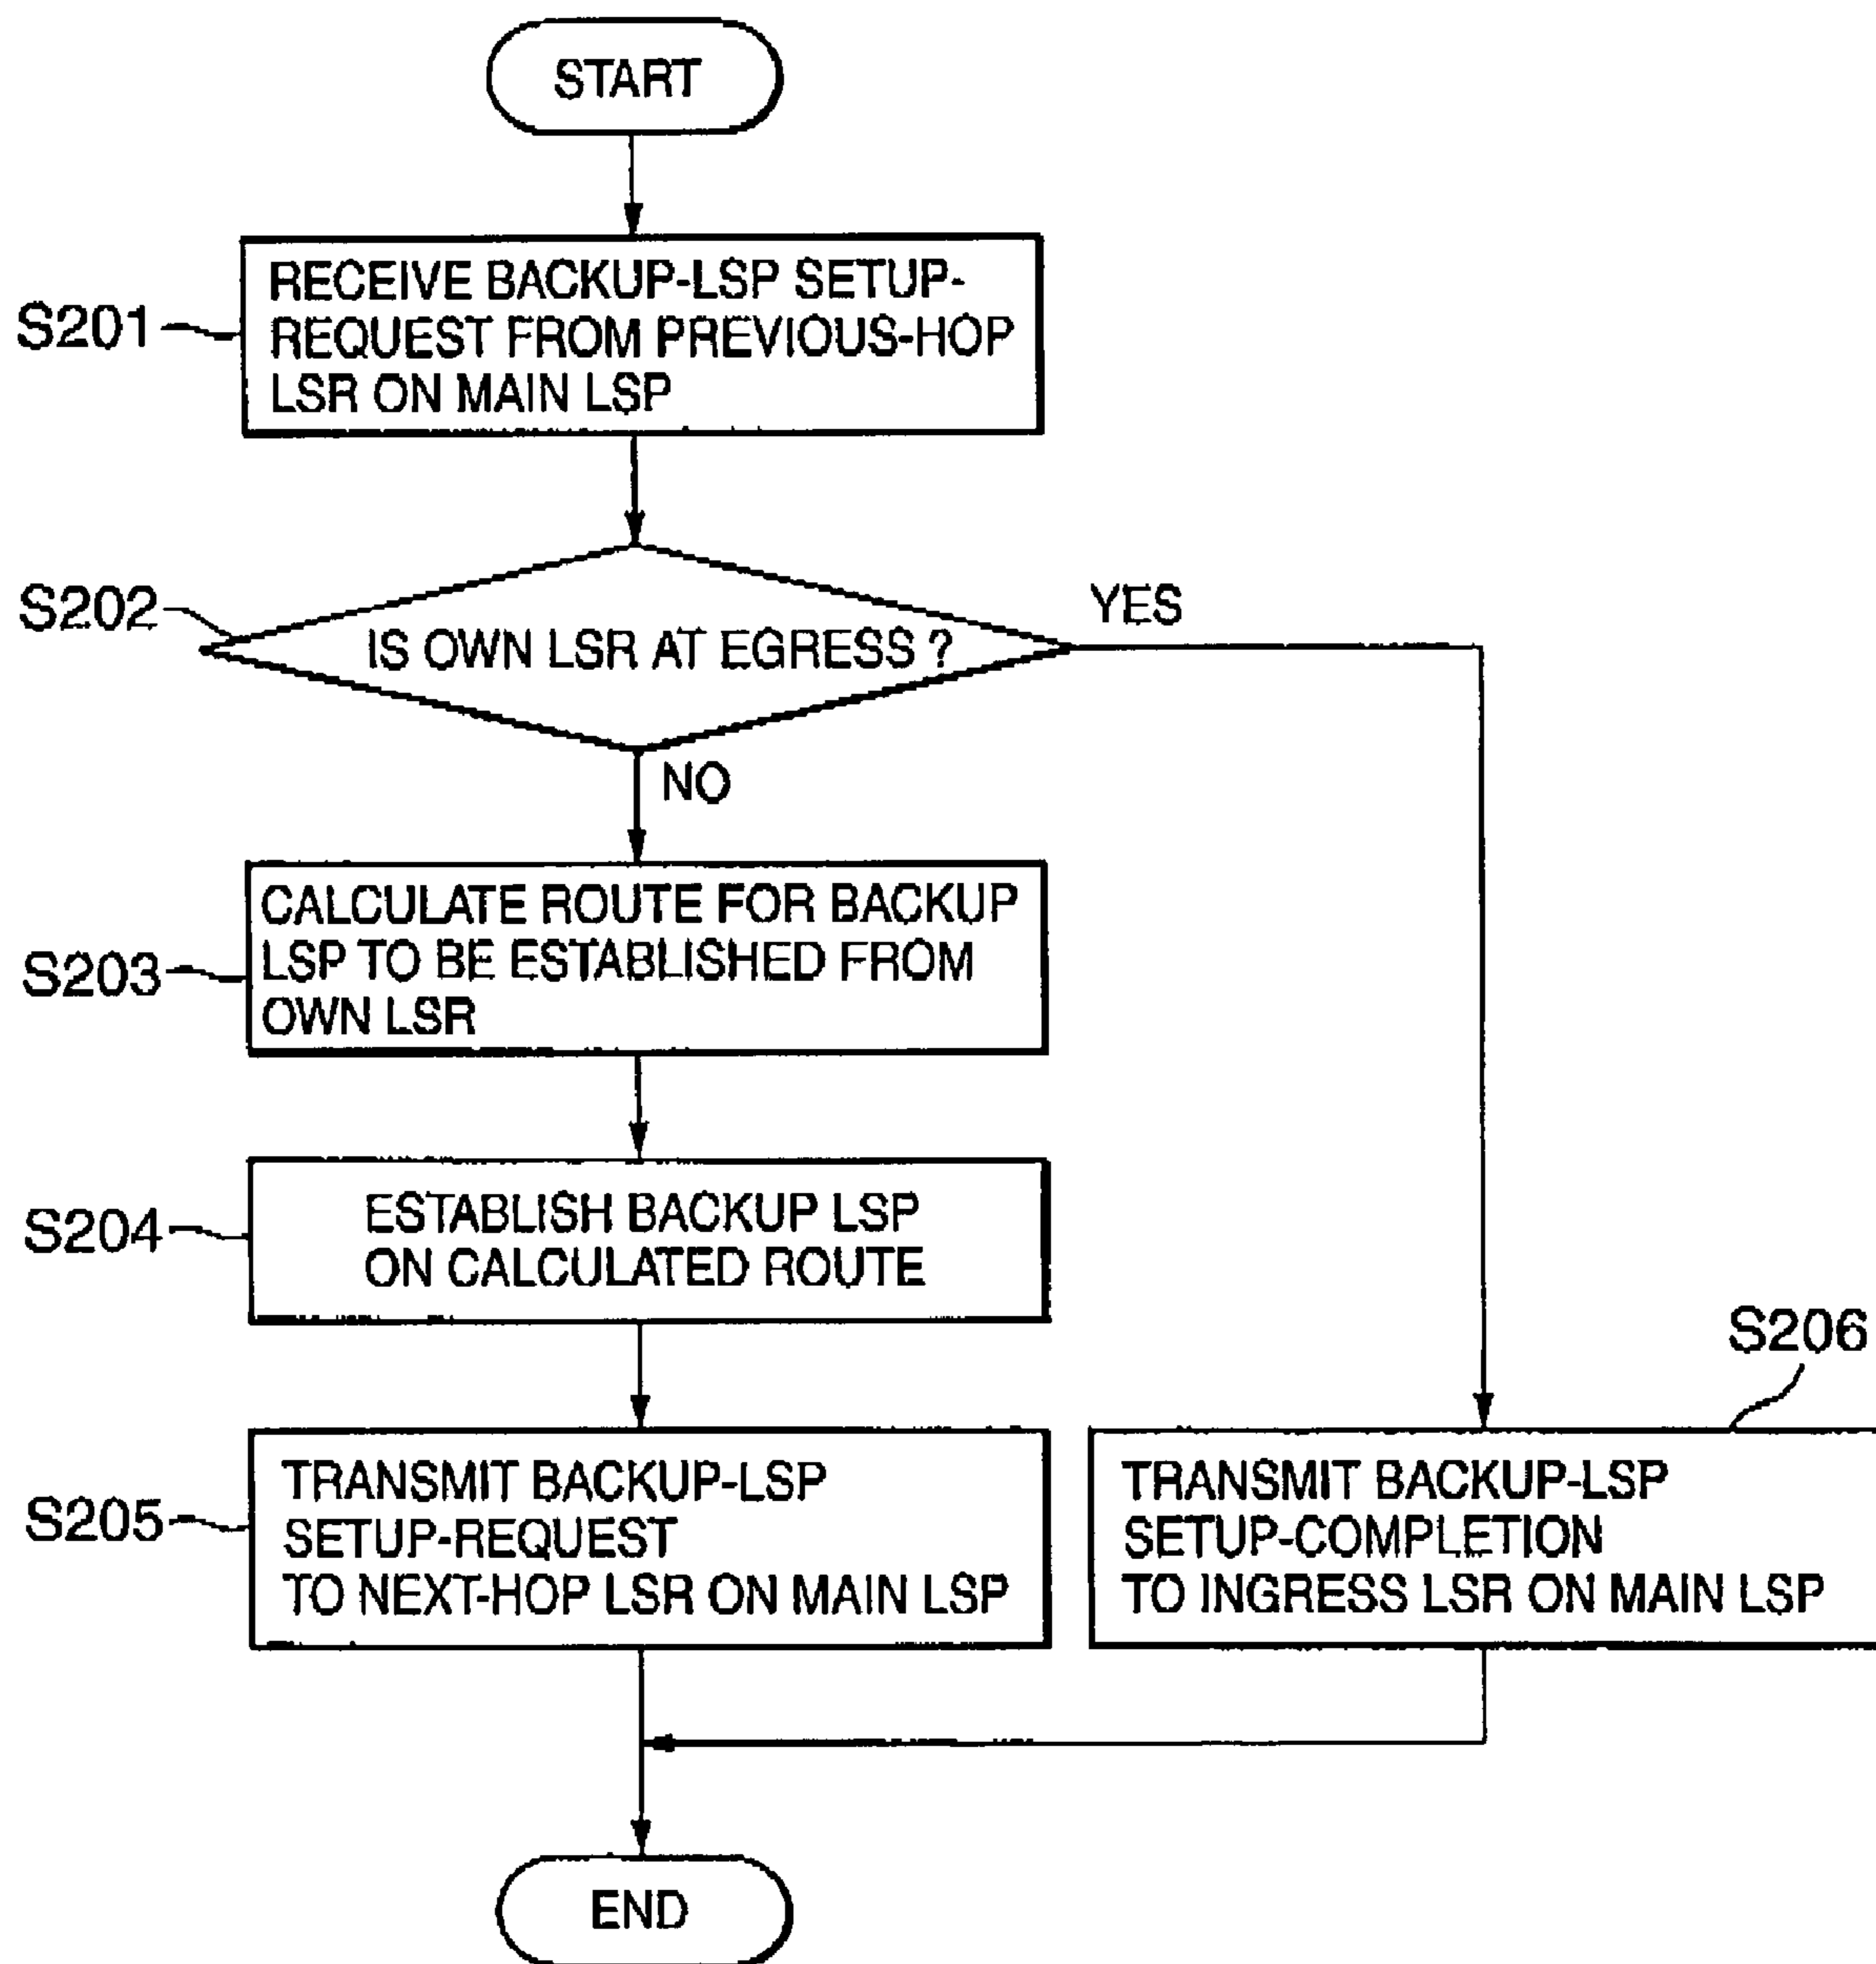 START
S201
RECEIVE BACKUP-LSP SETUP-
REQUEST FROM PREVIOUS-HOP
LSR ON MAIN LSP
S202
IS OWN LSR AT EGRESS ?
YES
NO
S203
CALCULATE ROUTE FOR BACKUP
LSP TO BE ESTABLISHED FROM
OWN LSR
S204
ESTABLISH BACKUP LSP
ON CALCULATED ROUTE
S205
TRANSMIT BACKUP-LSP
SETUP-REQUEST
TO NEXT-HOP LSR ON MAIN LSP
S206
TRANSMIT BACKUP-LSP
SETUP-COMPLETION
TO INGRESS LSR ON MAIN LSP
END